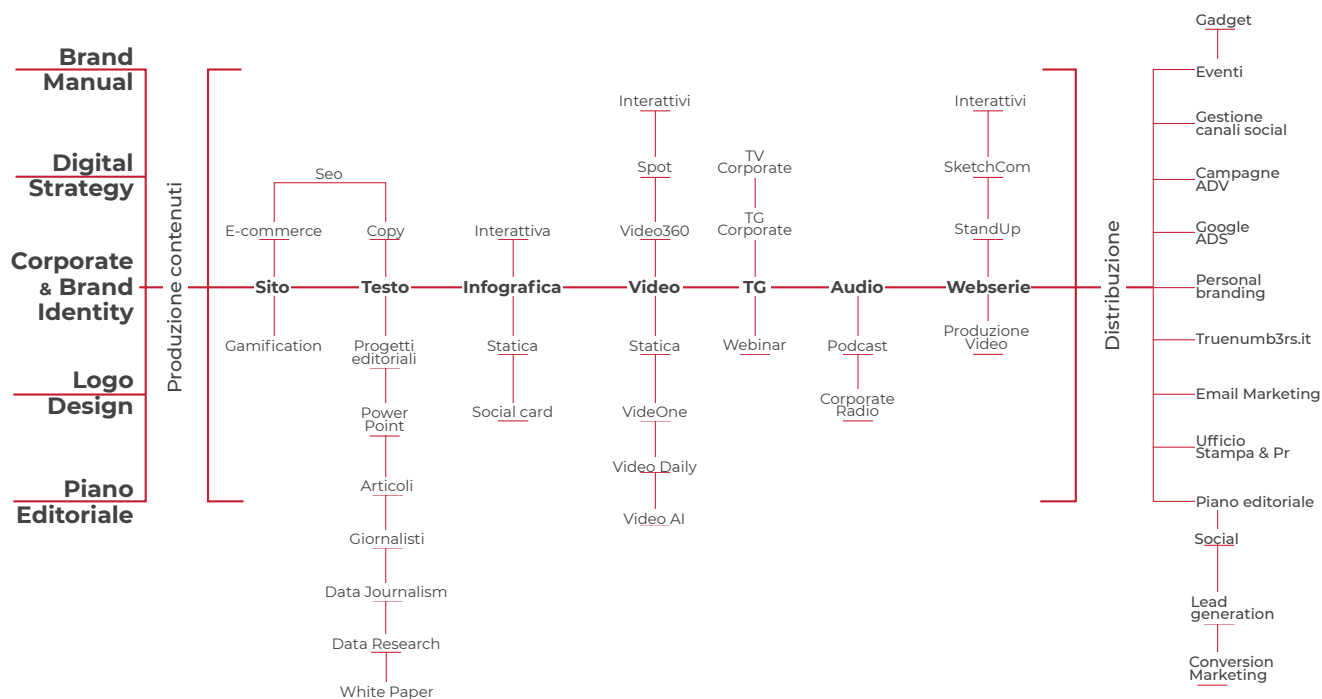 Brand
Manual
Digital
Strategy
Corporate
& Brand
Identity
Logo
Design
Piano
Editoriale
Produzione contenuti
Seo
E-commerce
Sito
Gamification
Copy
Testo
Progetti
editoriali
Power
Point
Articoli
Giornalisti
Data Journalism
Data Research
White Paper
Interattiva
Infografica
Statica
Social card
Interattivi
Spot
Video360
Video
Statica
VideOne
Video Daily
Video AI
TV
Corporate
TG
Corporate
TG
Webinar
Audio
Podcast
Corporate
Radio
Interattivi
SketchCom
StandUp
Webserie
Produzione
Video
Distribuzione
Gadget
Eventi
Gestione
canali social
Campagne
ADV
Google
ADS
Personal
branding
Truenumb3rs.it
Email Marketing
Ufficio
Stampa & Pr
Piano editoriale
Social
Lead
generation
Conversion
Marketing